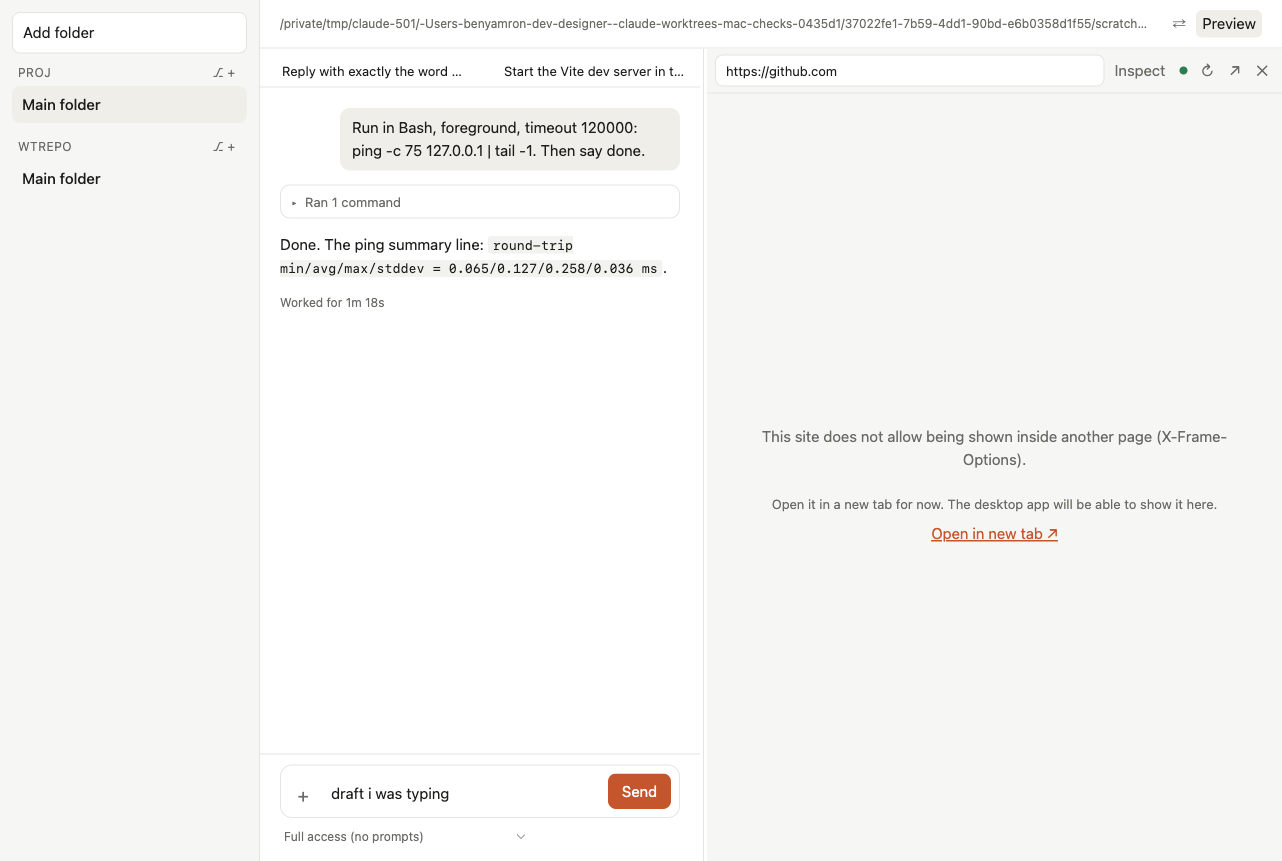 Add folder
PROJ
Main folder
WTREPO
Main folder
/private/tmp/claude-501/-Users-benyamron-dev-designer--claude-worktrees-mac-checks-0435d1/37022fe1-7b59-4dd1-90bd-e6b0358d1f55/scratch...
Preview
Reply with exactly the word ...
Start the Vite dev server in t...
Run in Bash, foreground, timeout 120000:
ping -c 75 127.0.0.1 | tail -1. Then say done.
Ran 1 command
Done. The ping summary line: round-trip
min/avg/max/stddev = 0.065/0.127/0.258/0.036 ms.
Worked for 1m 18s
draft i was typing
Send
Full access (no prompts)
https://github.com
Inspect
This site does not allow being shown inside another page (X-Frame-
Options).
Open it in a new tab for now. The desktop app will be able to show it here.
Open in new tab ↗